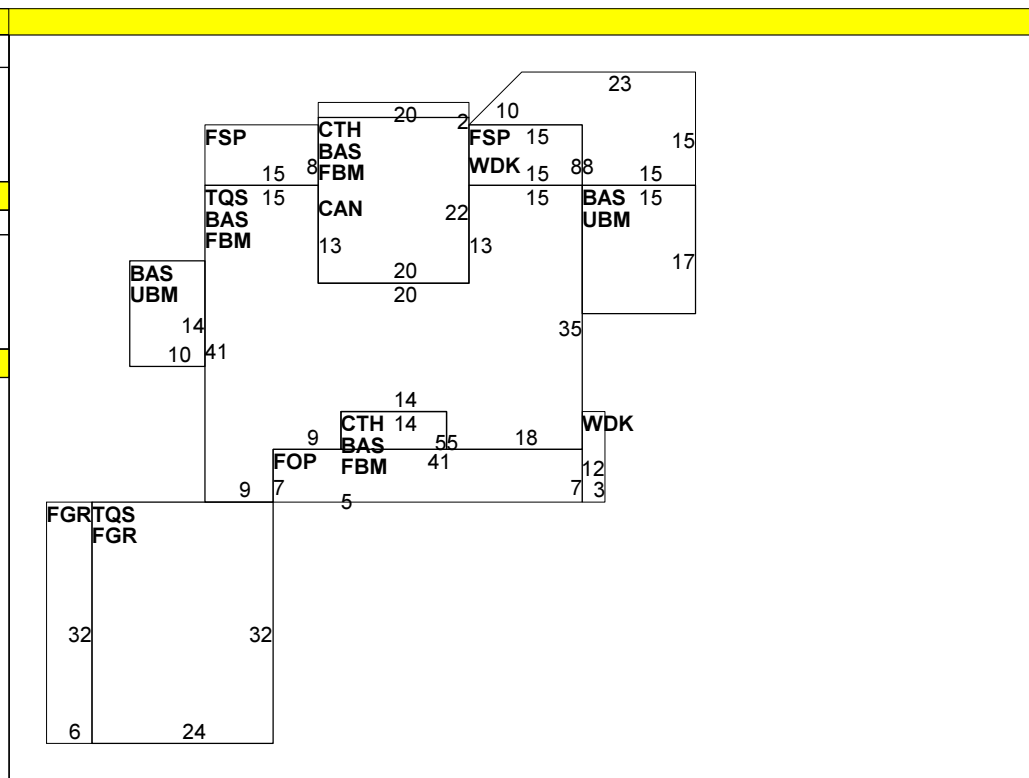 23
20
10
2
CTH
BAS
FBM
FSP
8
15
FSP 15
WDK 15
88
15
15
CAN
22
TQS 15
BAS
FBM
15
BAS 15
UBM
13
13
17
20
20
BAS
UBM
14
10
41
35
14
CTH 14
BAS
FBM
9
55
18
41
WDK
FOP
12
9
7
5
7
3
FGR
TQS
FGR
32
32
6
24